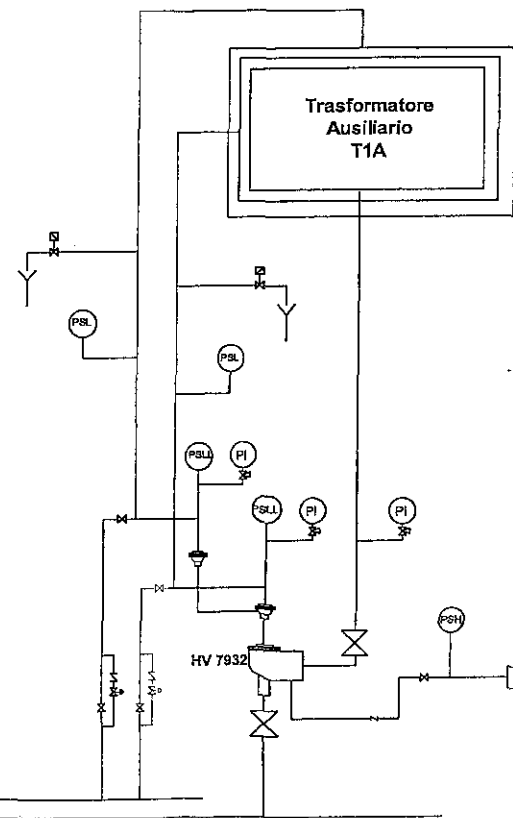 Trasformatore
Ausiliario
T1A
PSL
PSL
PSLL
PI
PSLL
PI
PI
PSH
HV 7932